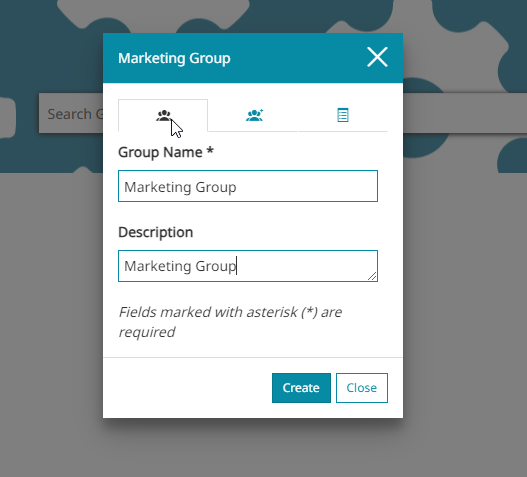 Marketing Group
Search G
Group Name *
Marketing Group
Description
Marketing Group
Fields marked with asterisk (*) are
required
Create
Close